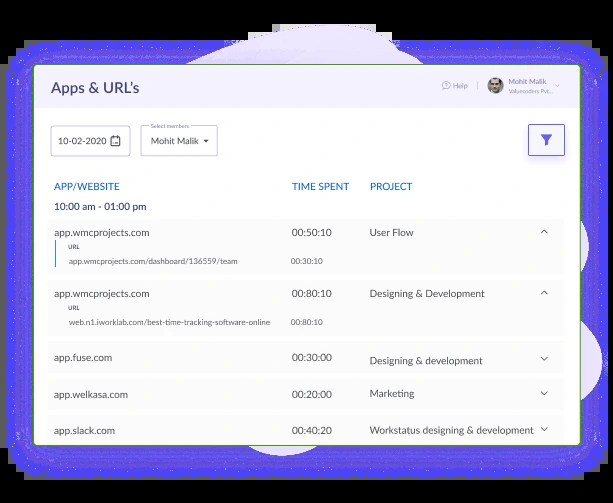 Apps & URL's
Help
Mohit Malik
Valuecoders Pvt...
Select members
10-02-2020
Mohit Malik
APP/WEBSITE TIME SPENT PROJECT
10:00 am - 01:00 pm
app.wmcprojects.com 00:50:10 User Flow
URL
app.wmcprojects.com/dashboard/136559/team 00:30:10
app.wmcprojects.com 00:80:10 Designing & Development
URL
web.n1.iworklab.com/best-time-tracking-software-online 00:80:10
app.fuse.com 00:30:00 Designing & development
app.welkasa.com 00:20:00 Marketing
app.slack.com 00:40:20 Workstatus designing & development